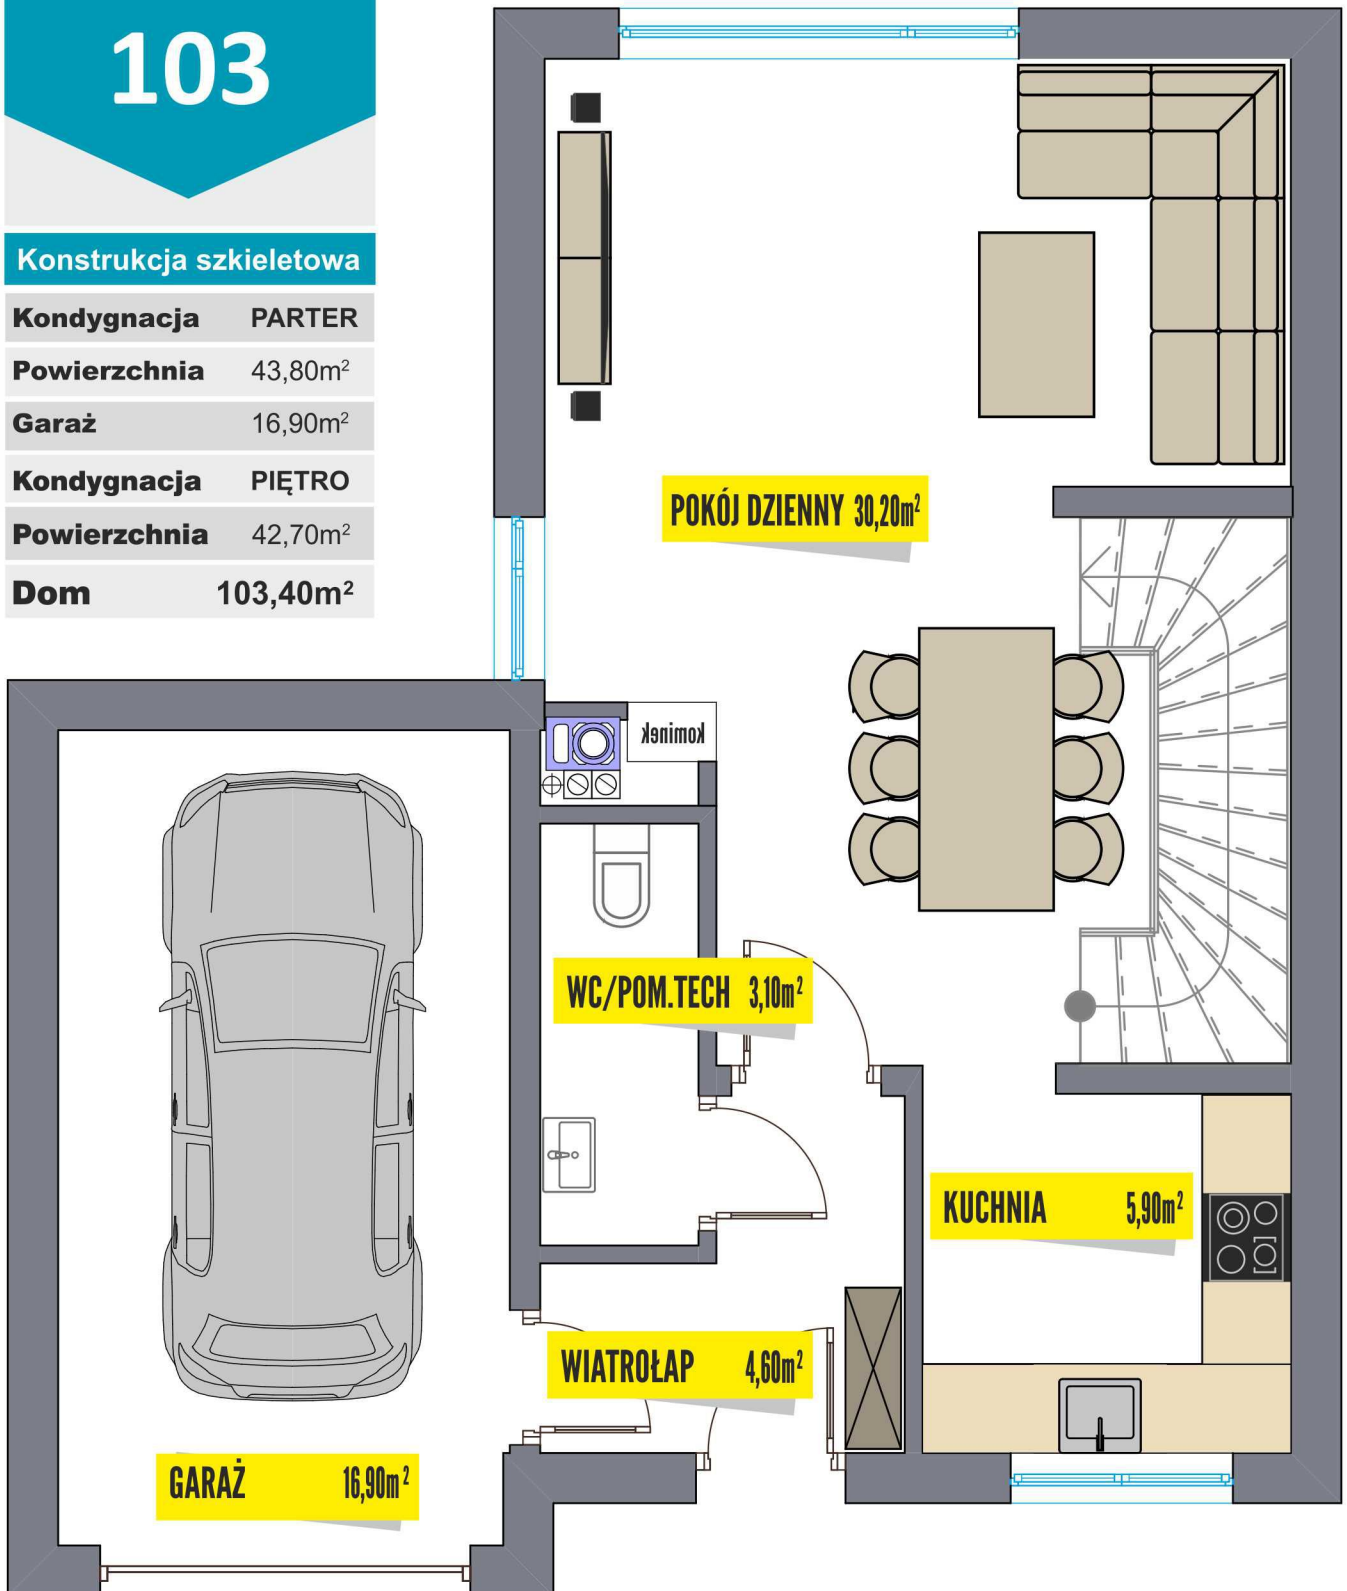 103
Konstrukcja szkieletowa
Kondygnacja PARTER
Powierzchnia 43,80m²
Garaż 16,90m²
Kondygnacja PIĘTRO
Powierzchnia 42,70m²
Dom 103,40m²
POKÓJ DZIENNY 30,20m²
kominek
WC/POM.TECH 3,10m²
KUCHNIA 5,90m²
WIATROŁAP 4,60m²
GARAŻ 16,90m²